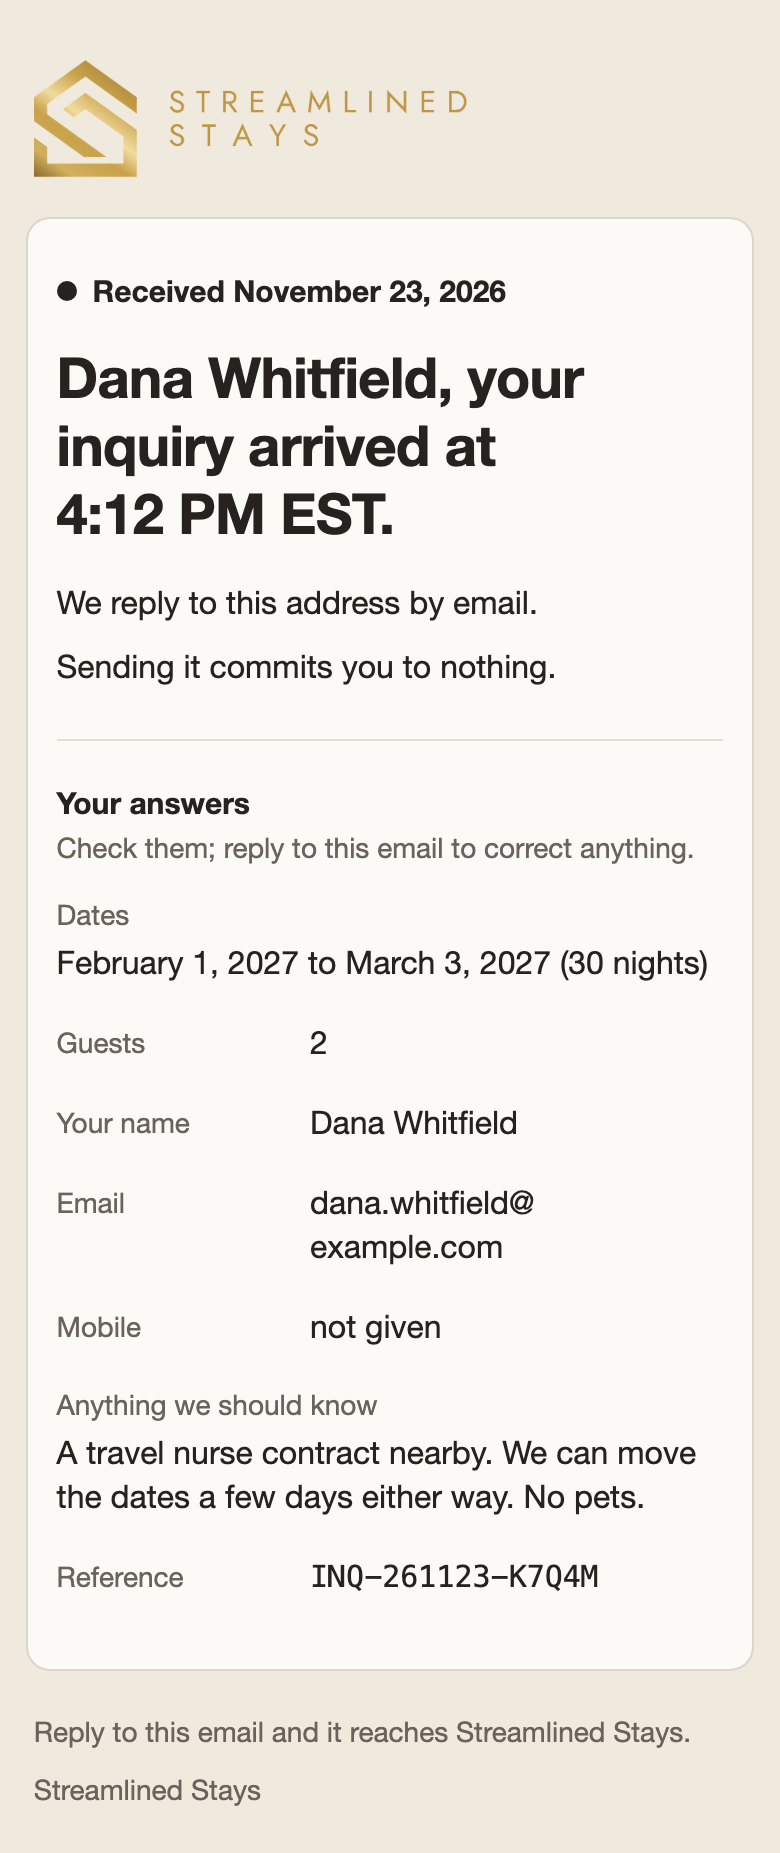 STREAMLINED
STAYS
Received November 23, 2026
Dana Whitfield, your
inquiry arrived at
4:12 PM EST.
We reply to this address by email.
Sending it commits you to nothing.
Your answers
Check them; reply to this email to correct anything.
Dates
February 1, 2027 to March 3, 2027 (30 nights)
Guests 2
Your name Dana Whitfield
Email dana.whitfield@
example.com
Mobile not given
Anything we should know
A travel nurse contract nearby. We can move
the dates a few days either way. No pets.
Reference INQ-261123-K7Q4M
Reply to this email and it reaches Streamlined Stays.
Streamlined Stays